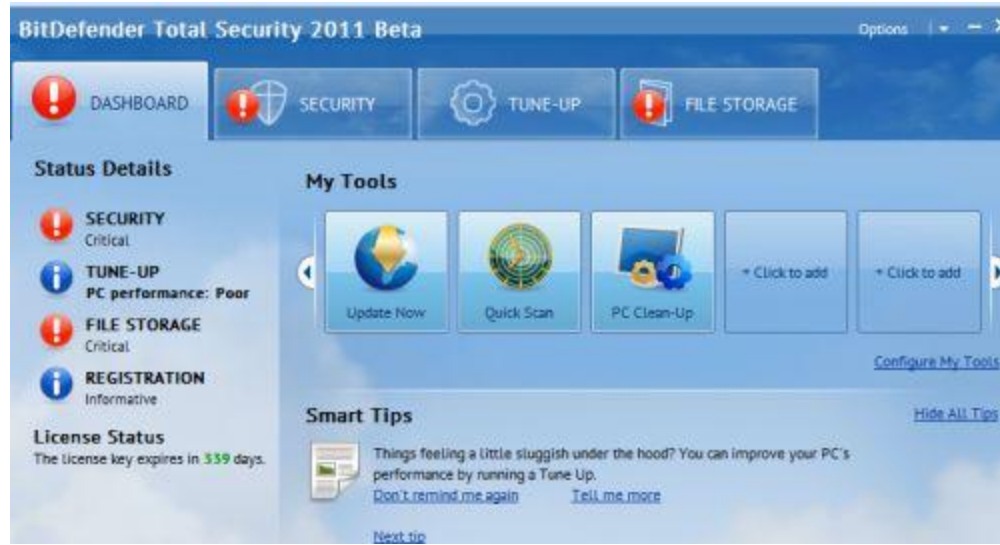 BitDefender Total Security 2011 Beta
Options
DASHBOARD
SECURITY
TUNE-UP
FILE STORAGE
Status Details
SECURITY
Critical
TUNE-UP
PC performance: Poor
FILE STORAGE
Critical
REGISTRATION
Informative
License Status
The license key expires in 339 days.
My Tools
Update Now
Quick Scan
PC Clean-Up
+ Click to add
+ Click to add
Configure My Tools
Smart Tips
Hide All Tips
Things feeling a little sluggish under the hood? You can improve your PC's
performance by running a Tune Up.
Don't remind me again
Tell me more
Next tip